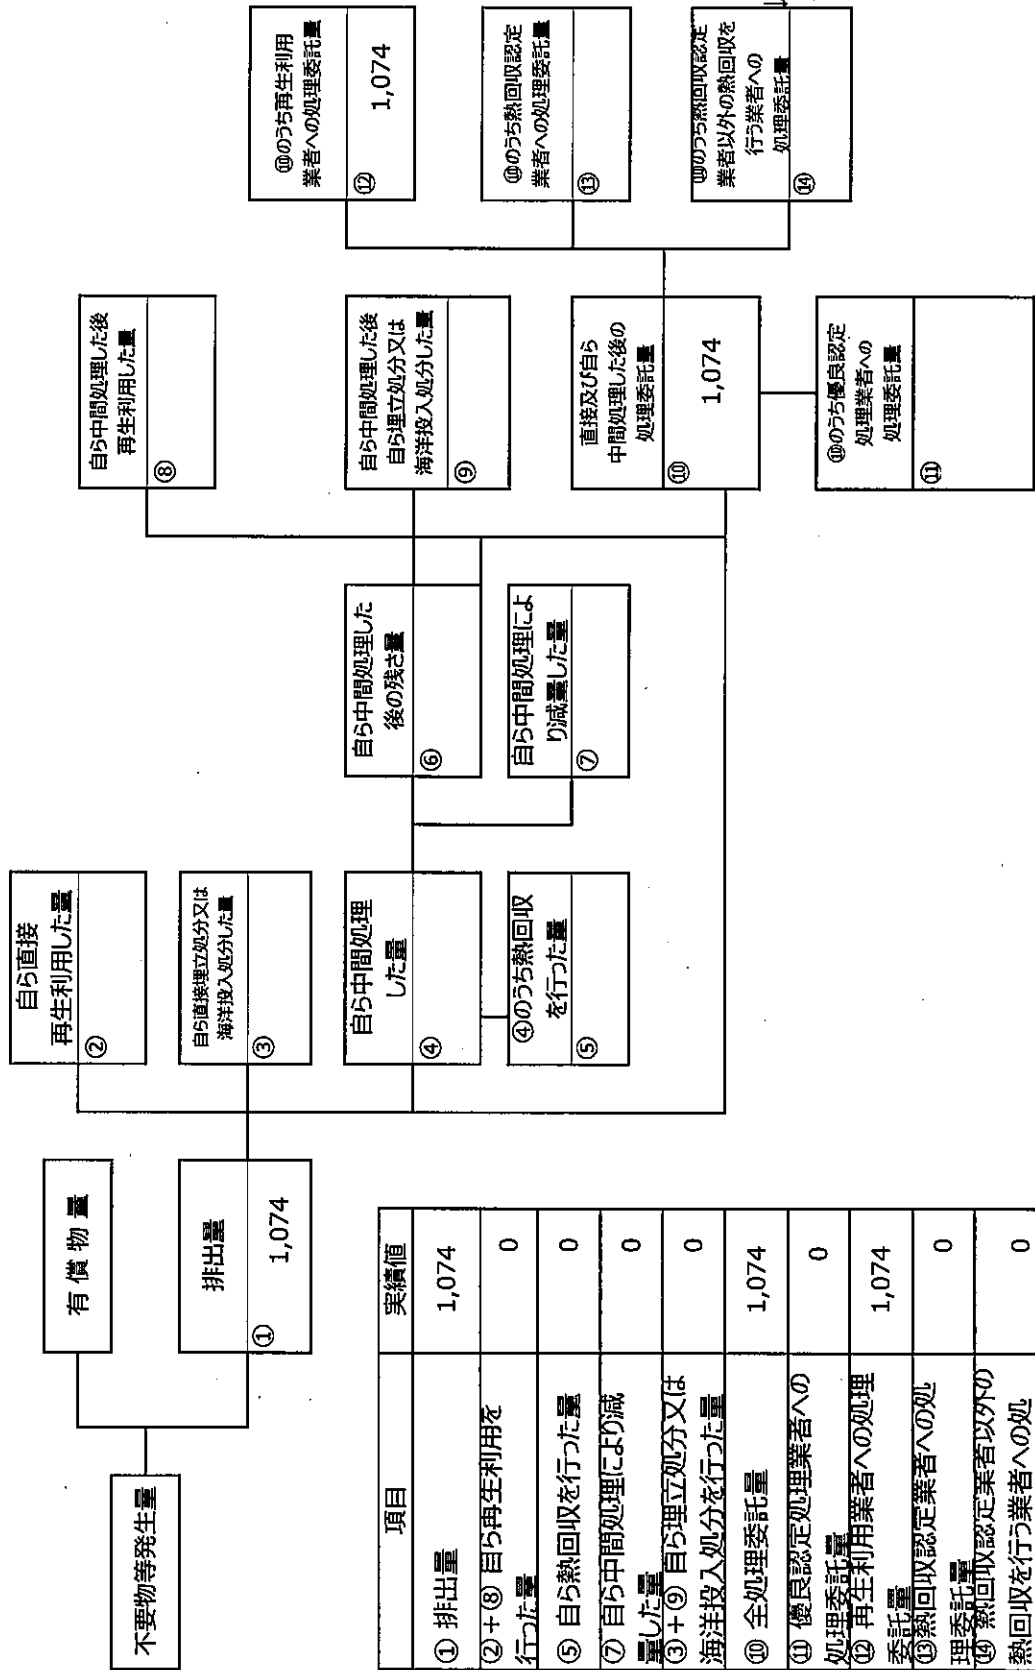 不要物等発生量
有償物量
排出量
①
1,074
自ら直接
再生利用した量
②
自ら直接埋立処分又は
海洋投入処分した量
③
自ら中間処理
した量
④
④のうち熱回収
を行った量
⑤
自ら中間処理した
後の残さ量
⑥
自ら中間処理によ
り減量した量
⑦
自ら中間処理した後
再生利用した量
⑧
自ら中間処理した後
自ら埋立処分又は
海洋投入処分した量
⑨
直接及び自ら
中間処理した後の
処理委託量
⑩
1,074
⑩のうち優良認定
処理業者への
処理委託量
⑪
⑩のうち再生利用
業者への処理委託量
⑫
1,074
⑩のうち熱回収認定
業者への処理委託量
⑬
⑩のうち熱回収認定
業者以外の熱回収を
行う業者への
処理委託量
⑭
項目 実績値
① 排出量 1,074
②+⑧ 自ら再生利用を
行った量 0
⑤ 自ら熱回収を行った量 0
⑦ 自ら中間処理により減
量した量 0
③+⑨ 自ら埋立処分又は
海洋投入処分を行った量 0
⑩ 全処理委託量 1,074
⑪ 優良認定処理業者への
処理委託量 0
⑫ 再生利用業者への処理
委託量 1,074
⑬熱回収認定業者への処
理委託量 0
⑭ 熱回収認定業者以外の
熱回収を行う業者への処 0